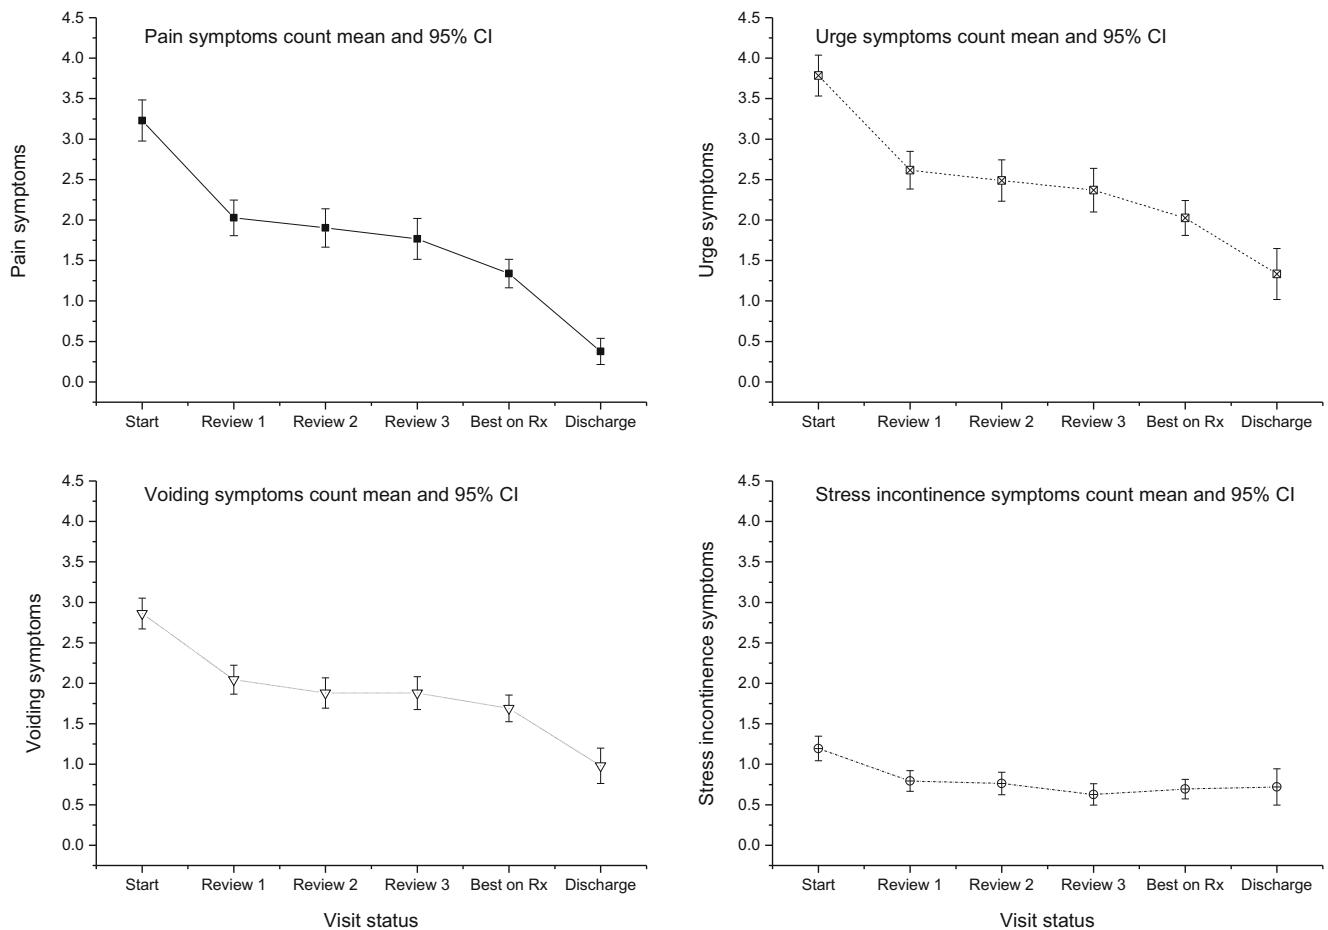 Pain symptoms count mean and 95% CI
Pain symptoms
4.5
4.0
3.5
3.0
2.5
2.0
1.5
1.0
0.5
0.0
Start Review 1 Review 2 Review 3 Best on Rx Discharge
Urge symptoms count mean and 95% CI
Urge symptoms
4.5
4.0
3.5
3.0
2.5
2.0
1.5
1.0
0.5
0.0
Start Review 1 Review 2 Review 3 Best on Rx Discharge
Voiding symptoms count mean and 95% CI
Voiding symptoms
4.5
4.0
3.5
3.0
2.5
2.0
1.5
1.0
0.5
0.0
Start Review 1 Review 2 Review 3 Best on Rx Discharge
Visit status
Stress incontinence symptoms count mean and 95% CI
Stress incontinence symptoms
4.5
4.0
3.5
3.0
2.5
2.0
1.5
1.0
0.5
0.0
Start Review 1 Review 2 Review 3 Best on Rx Discharge
Visit status